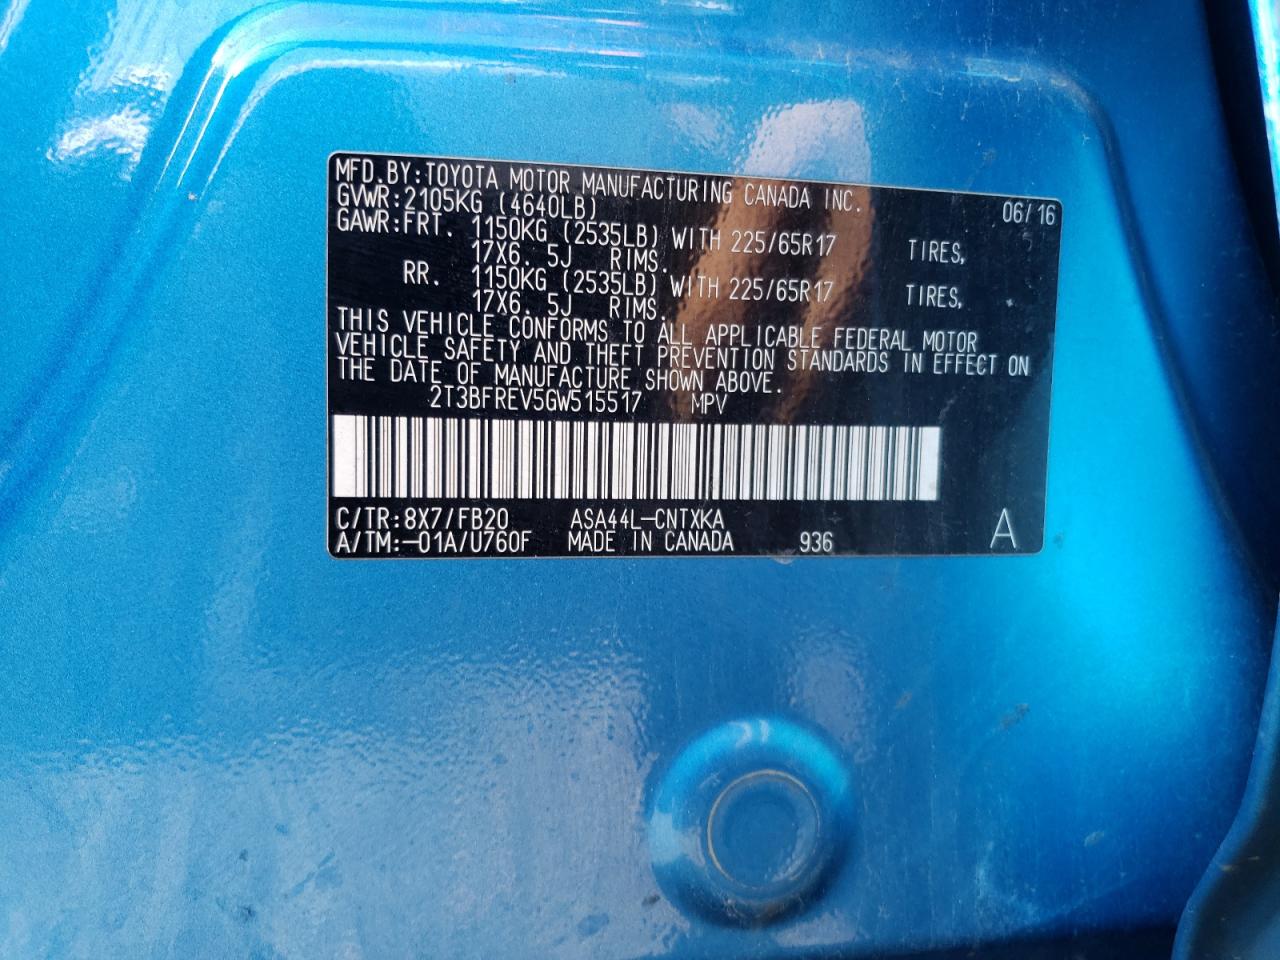 MFD.BY:TOYOTA MOTOR MANUFACTURING CANADA INC. 06/16
GVWR:2105KG (4640LB)
GAWR:FRT. 1150KG (2535LB) WITH 225/65R17 TIRES,
17X6. 5J RIMS.
RR. 1150KG (2535LB) WITH 225/65R17 TIRES,
17X6. 5J RIMS.
THIS VEHICLE CONFORMS TO ALL APPLICABLE FEDERAL MOTOR
VEHICLE SAFETY AND THEFT PREVENTION STANDARDS IN EFFECT ON
THE DATE OF MANUFACTURE SHOWN ABOVE.
2T3BFREV5GW515517 MPV
C/TR:8X7/FB20 ASA44L-CNTXKA
A/TM:-01A/U760F MADE IN CANADA 936 A